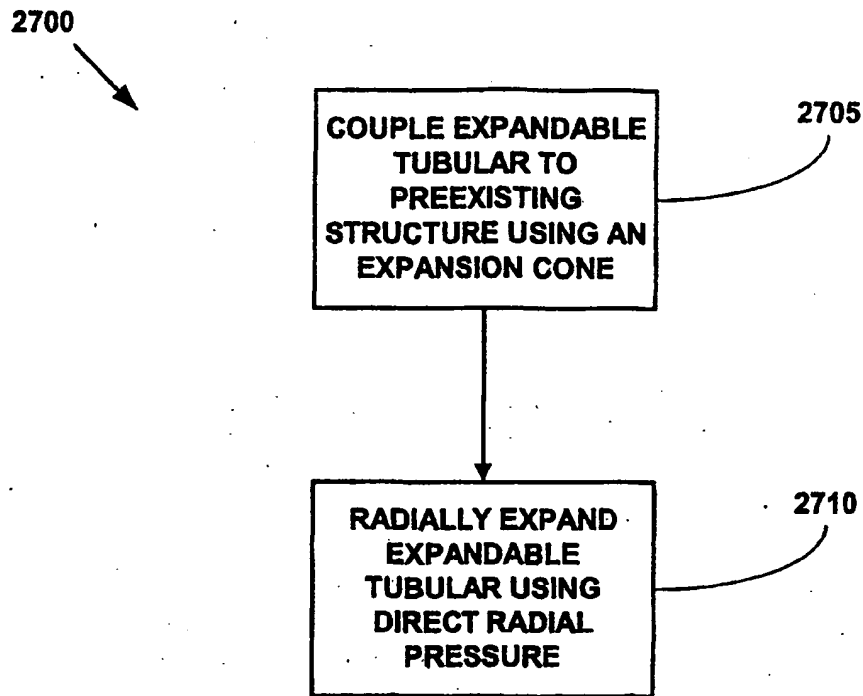 2700
COUPLE EXPANDABLE
TUBULAR TO
PREEXISTING
STRUCTURE USING AN
EXPANSION CONE
2705
RADIALLY EXPAND
EXPANDABLE
TUBULAR USING
DIRECT RADIAL
PRESSURE
2710